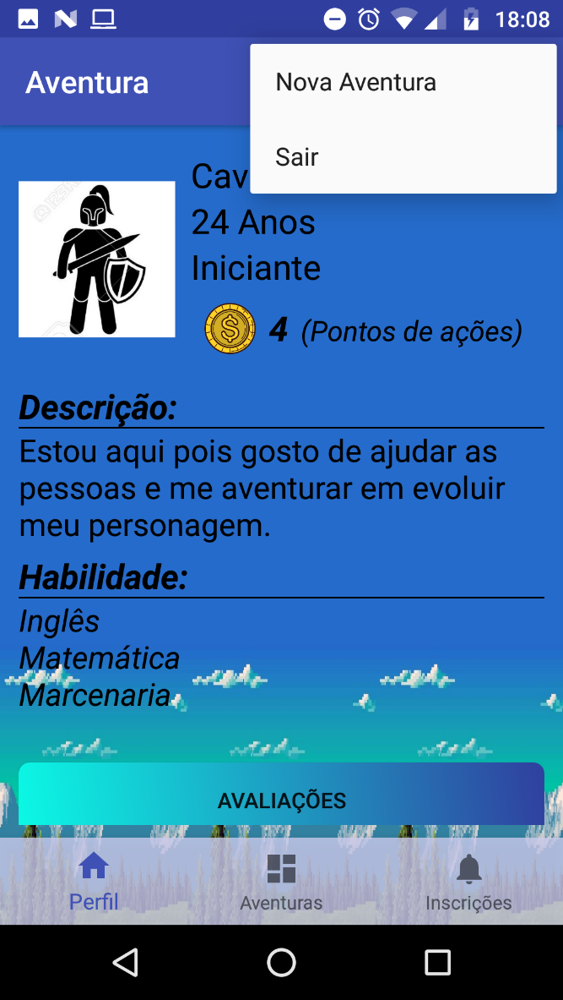 18:08
Aventura
Nova Aventura
Sair
Cav
24 Anos
Iniciante
4 (Pontos de ações)
Descrição:
Estou aqui pois gosto de ajudar as
pessoas e me aventurar em evoluir
meu personagem.
Habilidade:
Inglês
Matemática
Marcenaria
AVALIAÇÕES
Perfil
Aventuras
Inscrições